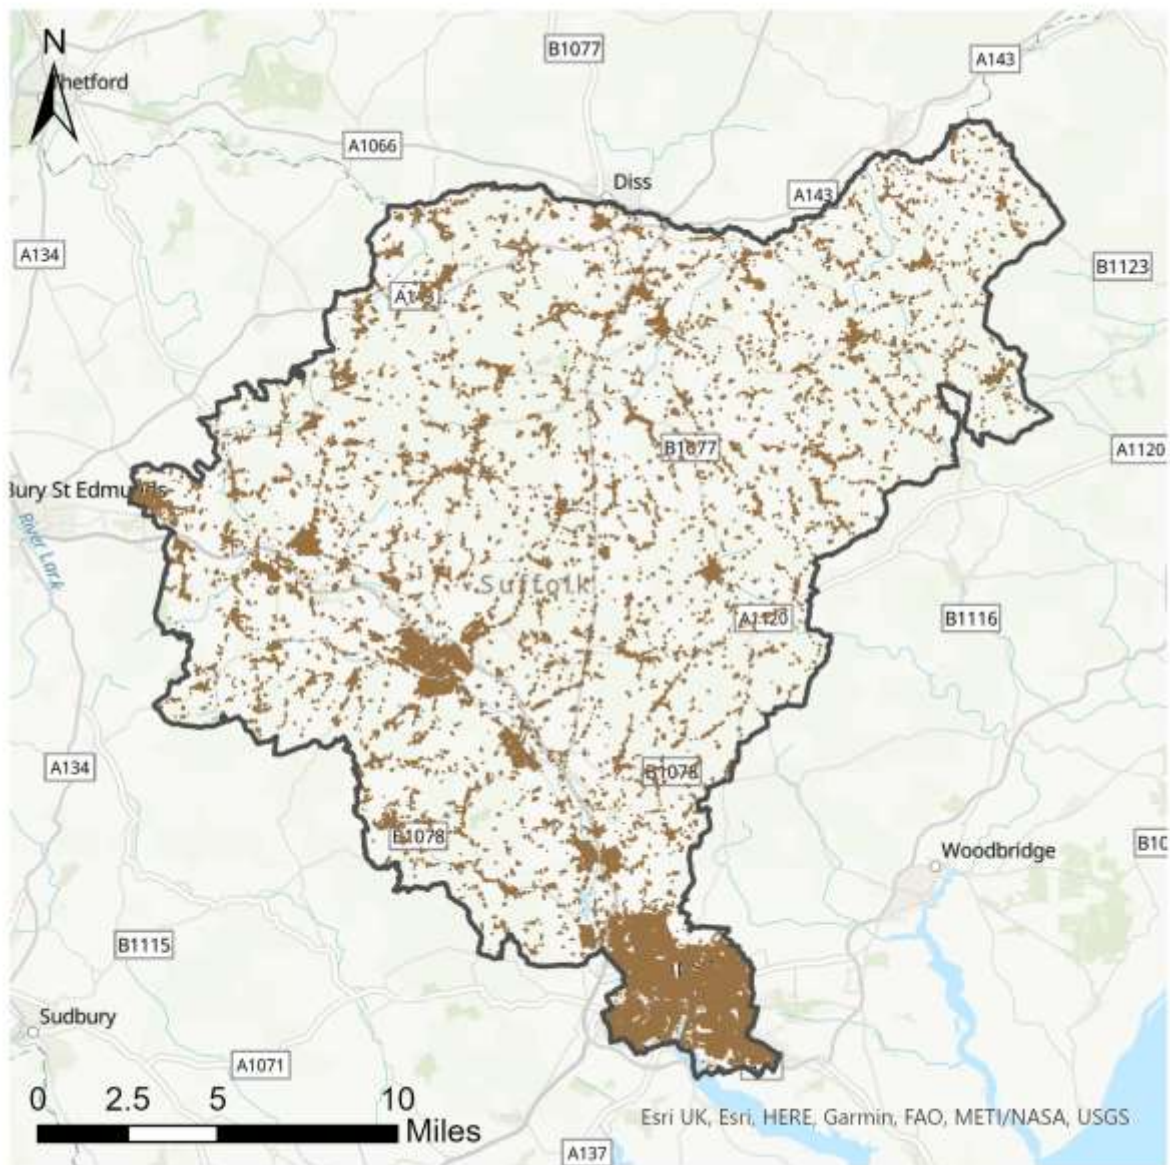 B1077
N
A143
hetford
A1066
Diss
A143
A134
B1123
B1077
A1120
Bury St Edmunds
River Lark
Suffolk
A1120
B1116
A134
B1078
B1078
Woodbridge
B1115
Sudbury
A1071
0 2.5 5 10
Miles
Esri UK, Esri, HERE, Garmin, FAO, METI/NASA, USGS
A137